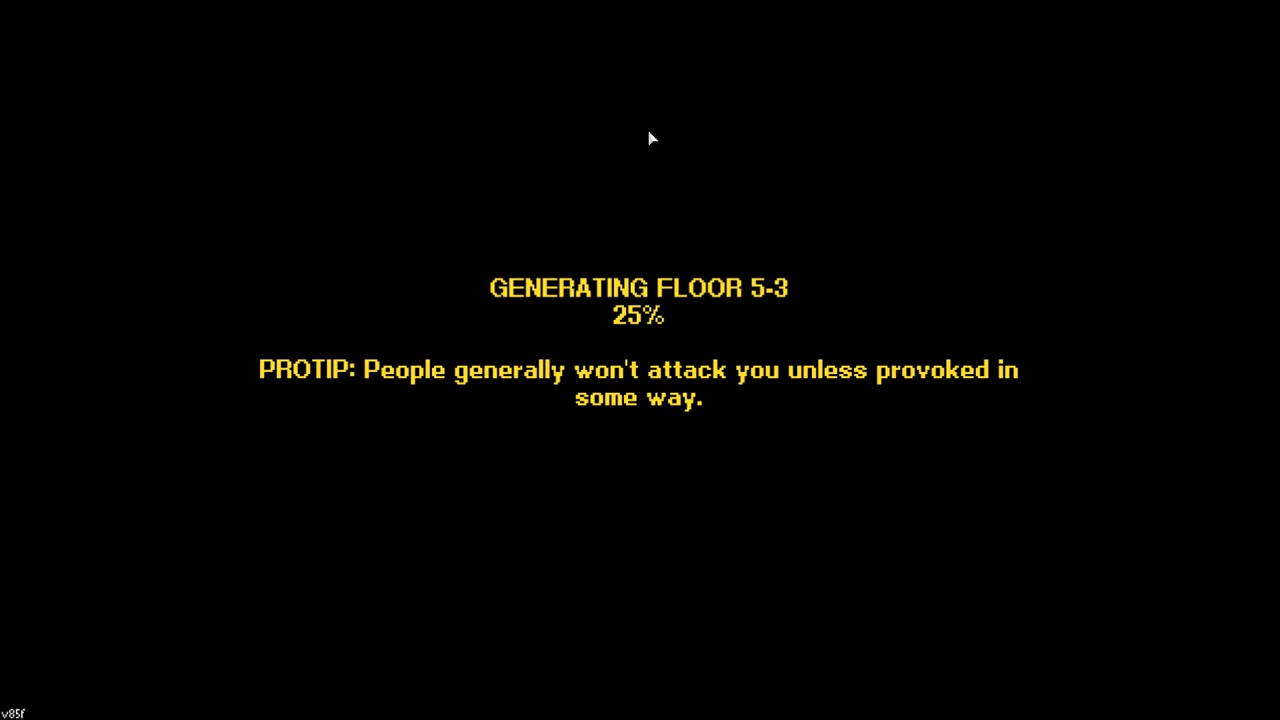 GENERATING FLOOR 5-3
25%
PROTIP: People generally won't attack you unless provoked in
some way.
v85f